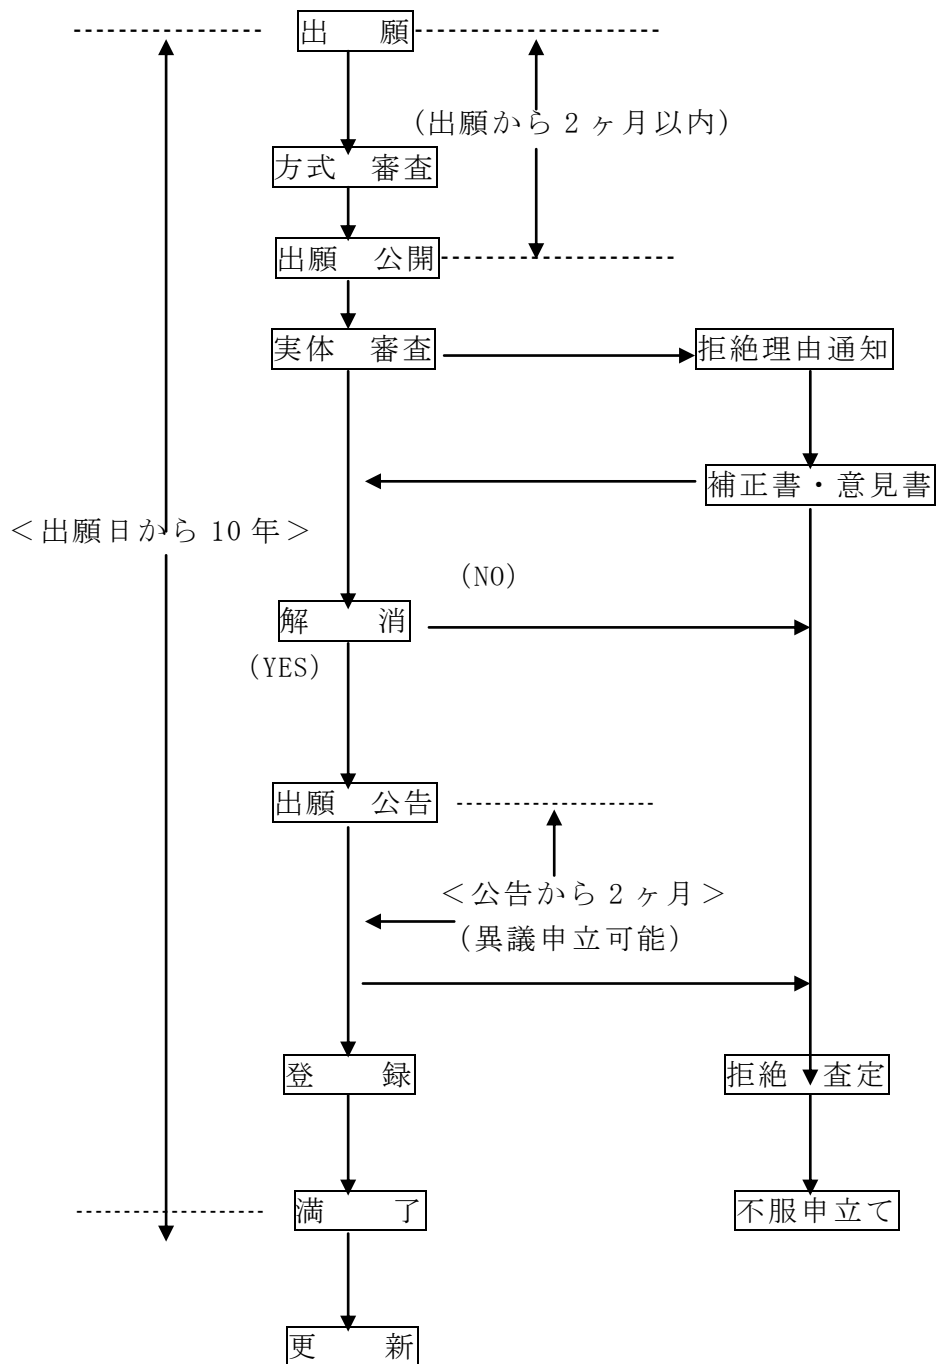 出　願
(出願から2ヶ月以内)
方式　審査
出願　公開
実体　審査
拒絶理由通知
補正書・意見書
＜出願日から10年＞
(NO)
解　消
(YES)
出願　公告
＜公告から2ヶ月＞
(異議申立可能)
登　録
拒絶　査定
満　了
不服申立て
更　新